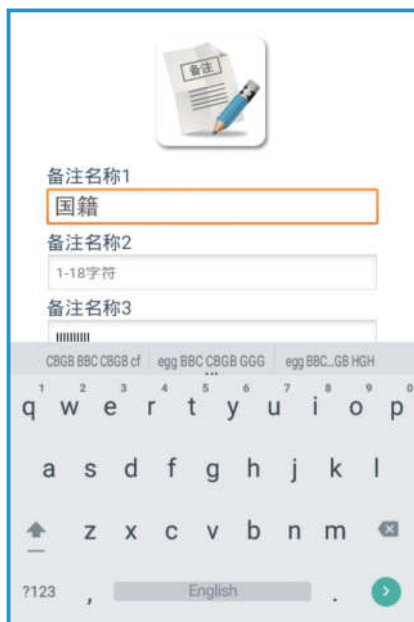 备注
备注名称1
国籍
备注名称2
1-18字符
备注名称3
CBGB BBC CBGB cf egg BBC CBGB GGG egg BBC...GB HGH
1 2 3 4 5 6 7 8 9 0
q w e r t y u i o p
a s d f g h j k l
z x c v b n m
?123 , English .